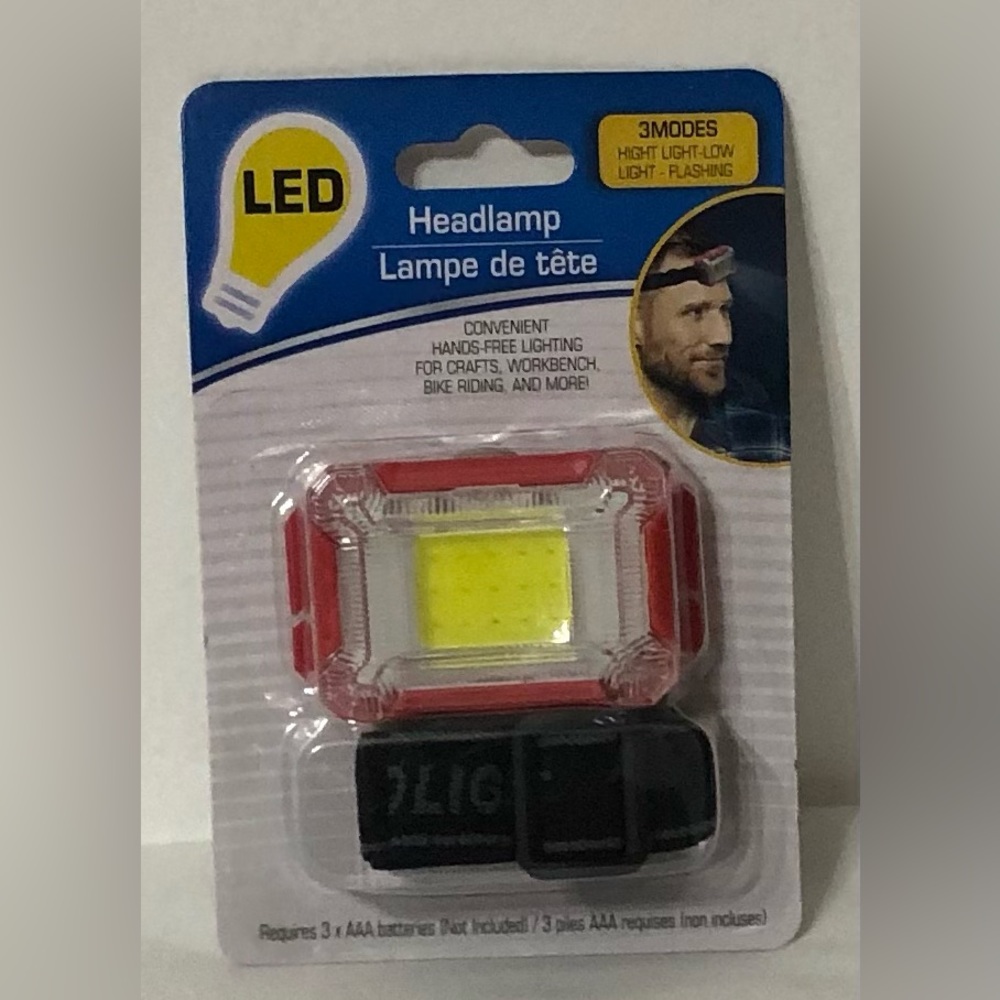 LED
3MODES
HIGHT LIGHT-LOW
LIGHT - FLASHING
Headlamp
Lampe de tête
CONVENIENT
HANDS-FREE LIGHTING
FOR CRAFTS, WORKBENCH,
BIKE RIDING, AND MORE!
LIG
Requires 3 x AAA batteries (Not Included) / 3 piles AAA requises (non incluses)